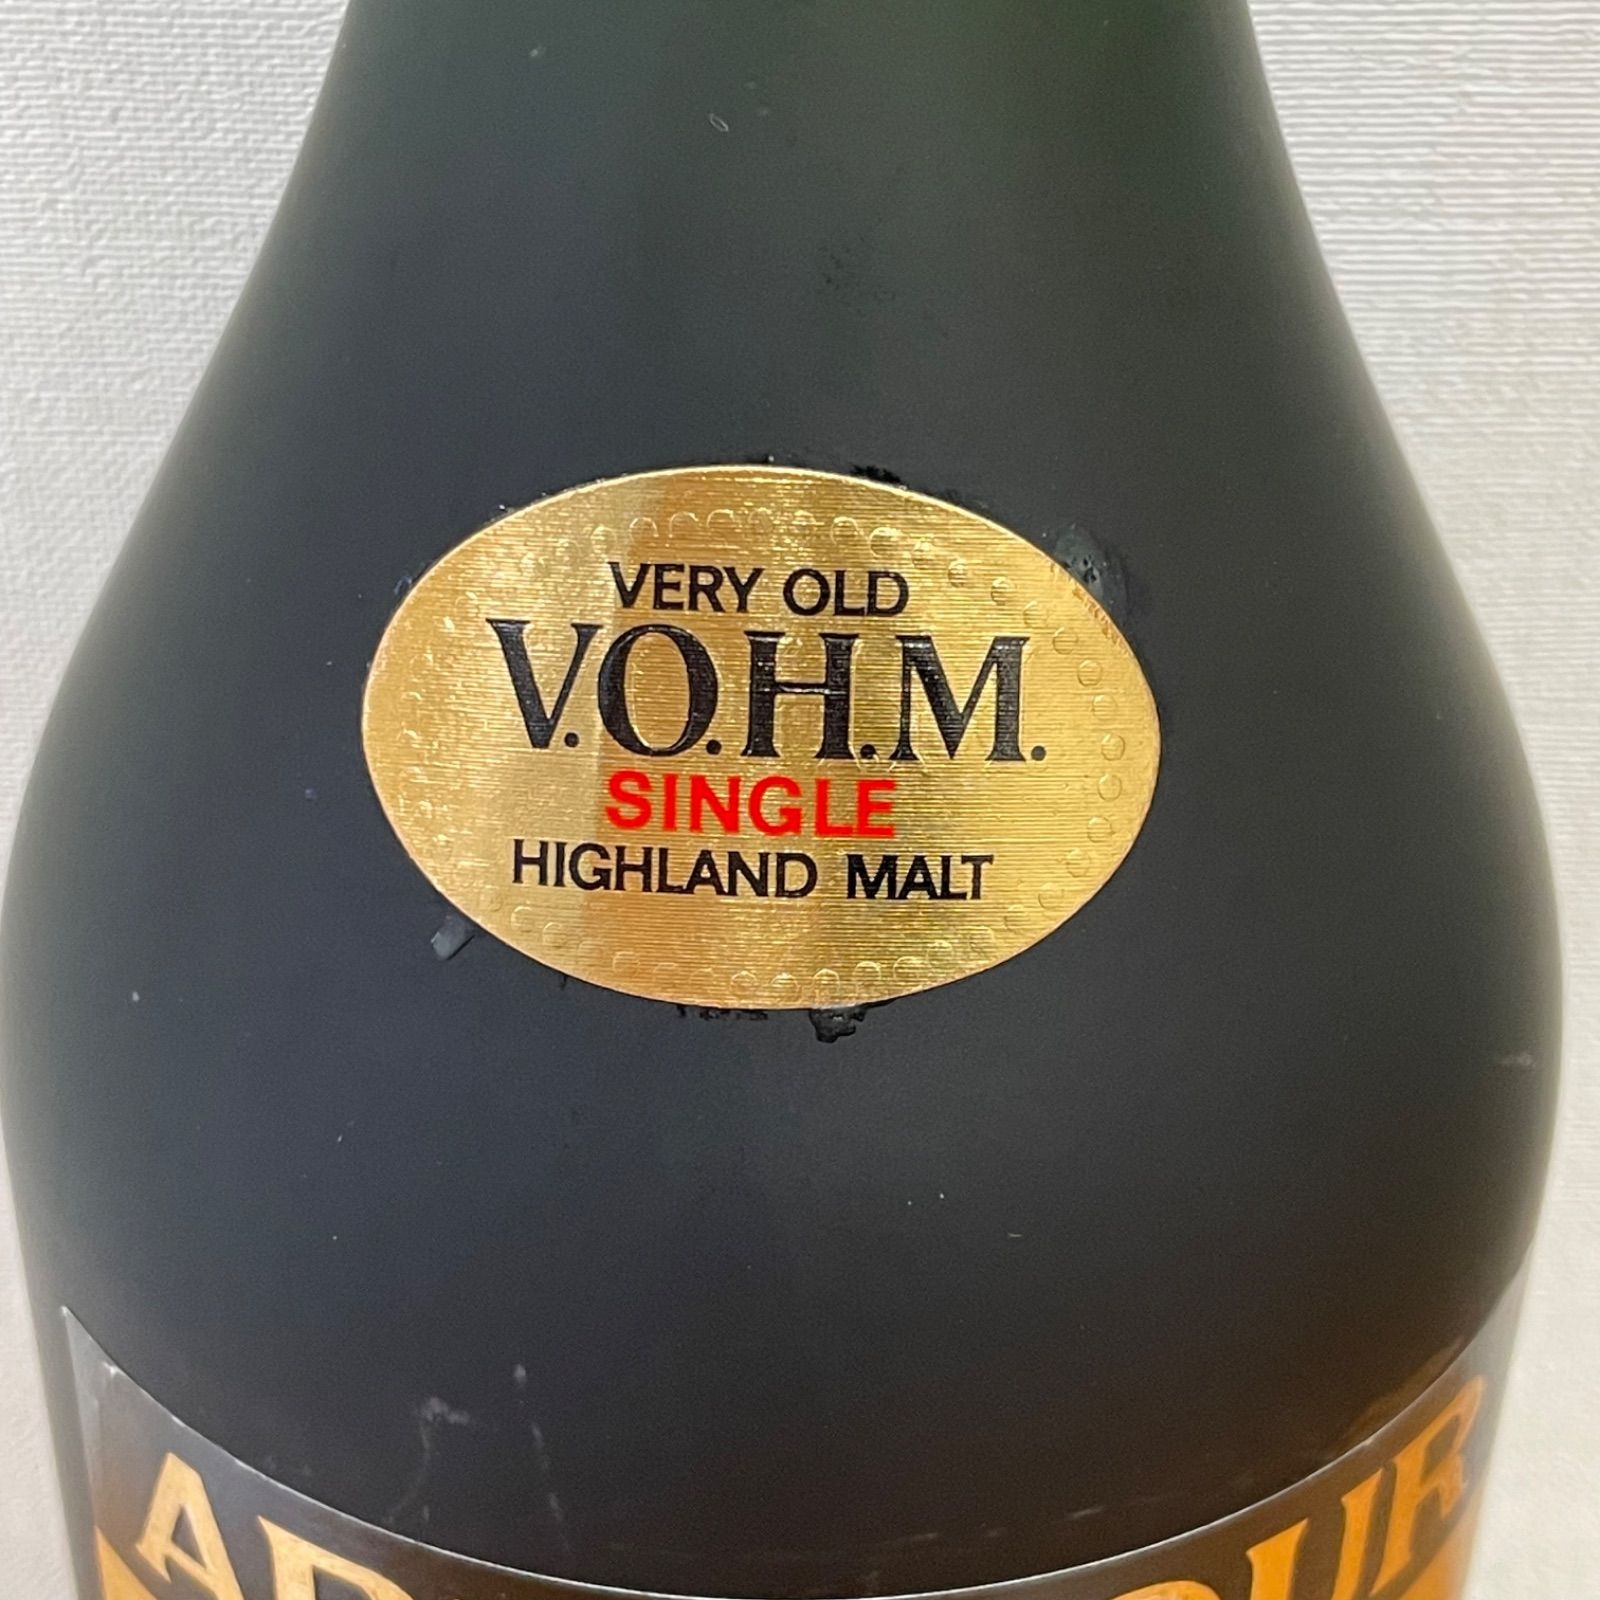 VERY OLD
V.O.H.M.
SINGLE
HIGHLAND MALT